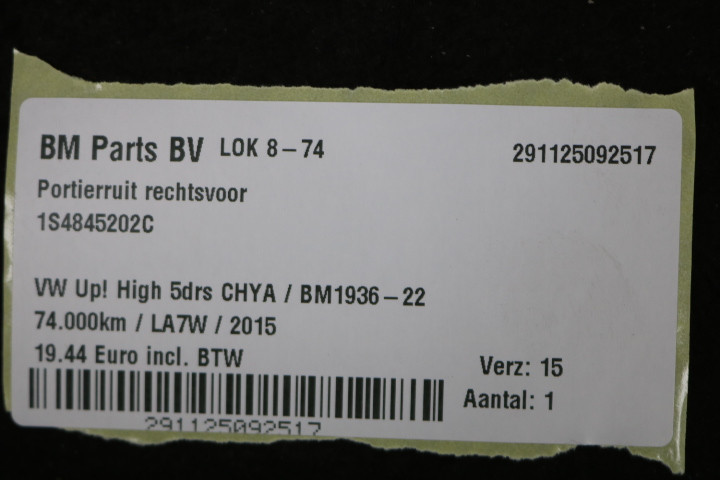 BM Parts BV LOK 8-74 291125092517
Portierruit rechtsvoor
1S4845202C
VW Up! High 5drs CHYA / BM1936-22
74.000km / LA7W / 2015
19.44 Euro incl. BTW
Verz: 15
Aantal: 1
291125092517